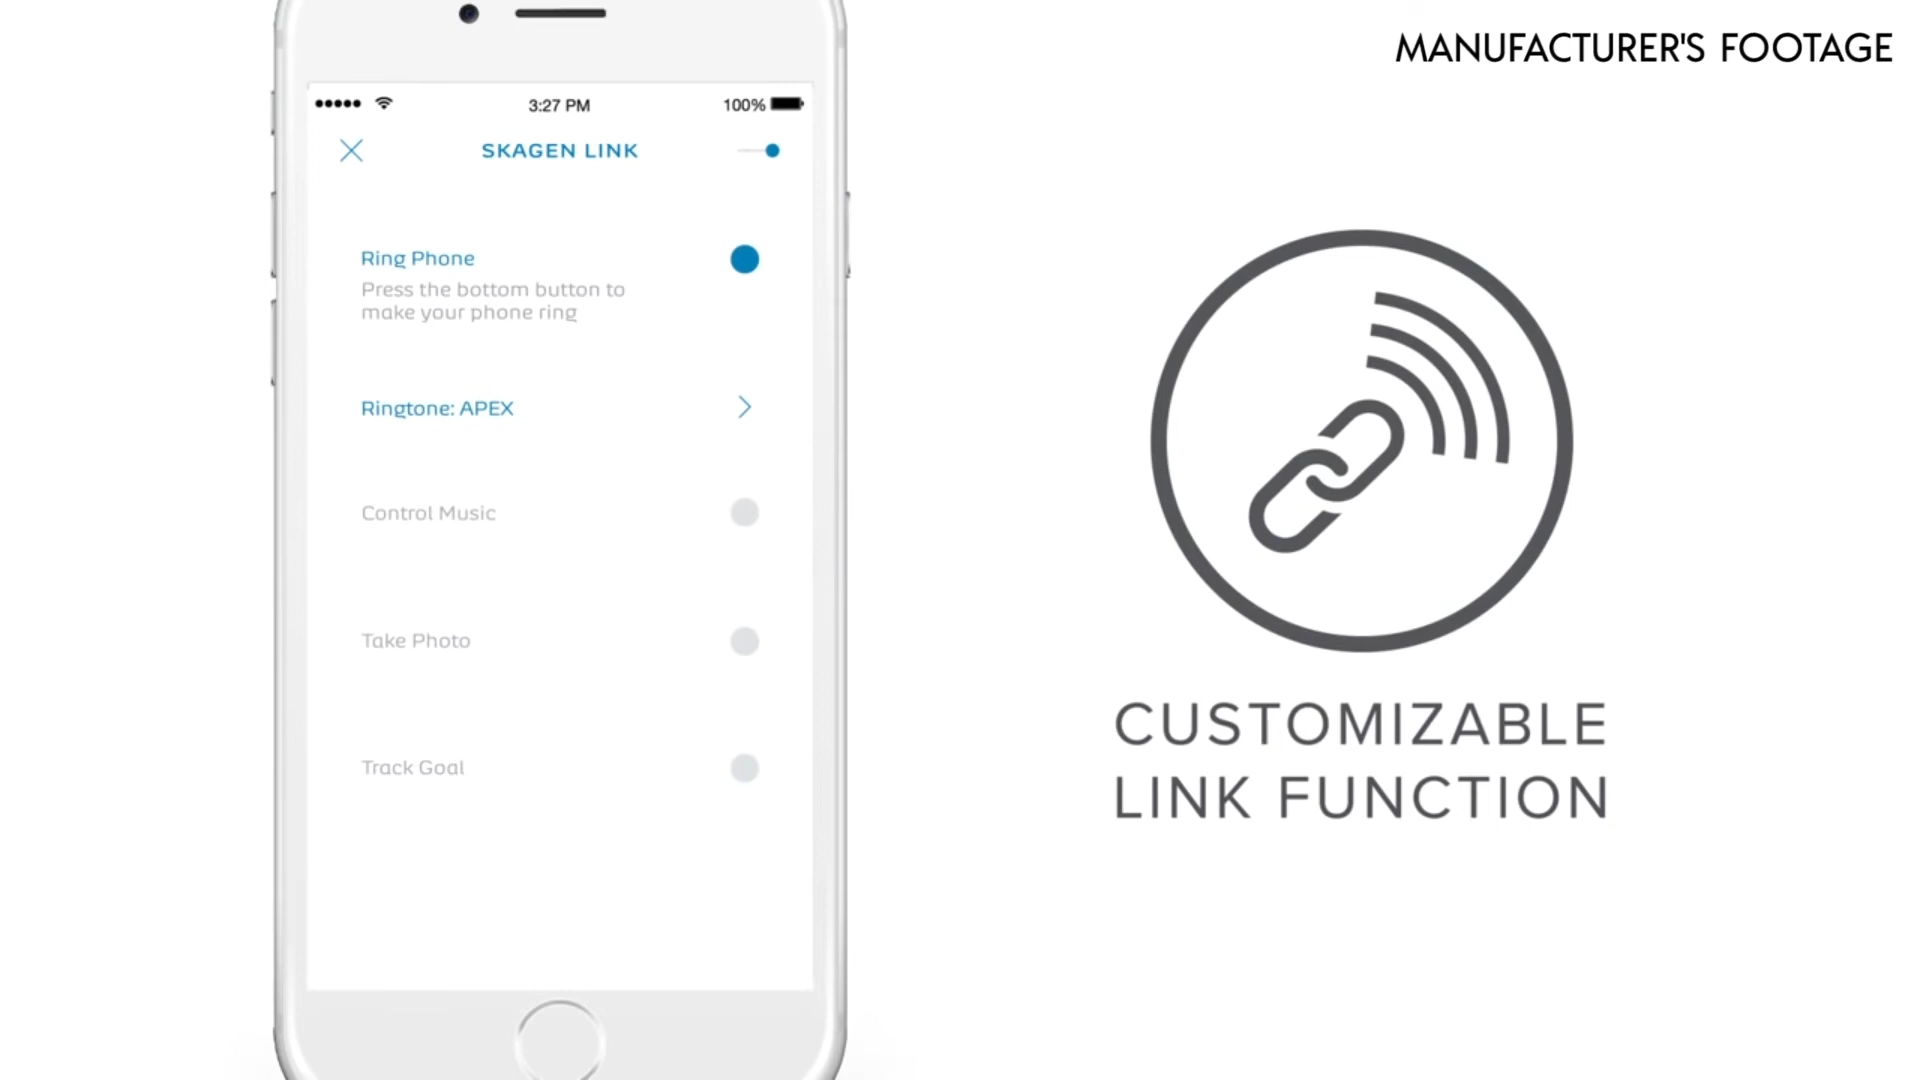 MANUFACTURER'S FOOTAGE
3:27 PM
100%
SKAGEN LINK
Ring Phone
Press the bottom button to
make your phone ring
Ringtone: APEX
Control Music
Take Photo
Track Goal
CUSTOMIZABLE
LINK FUNCTION